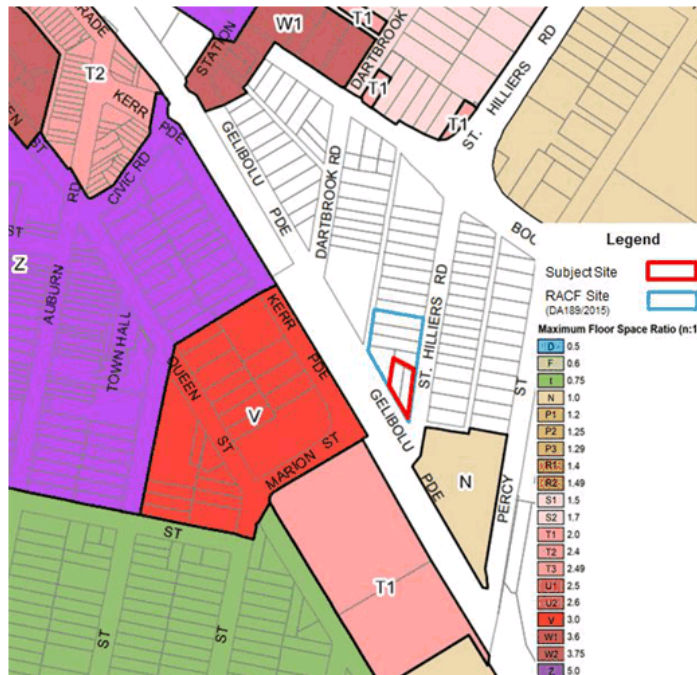 W1
T1
T1
T1
STATION
DARTBROOK
ST. HILLIERS RD
T2
KERR
PDE
CIVIC RD
ST
RD
GELIBOLU
PDE
DARTBROOK RD
ST. HILLIERS RD
Z
ST
AUBURN
TOWN HALL
KERR
PDE
QUEEN
ST
V
MARION ST
GELIBOLU
PDE
N
PERCY
ST
T1
ST
ST
ST
ST
Legend
Subject Site
RACF Site
(DA189/2015)
Maximum Floor Space Ratio (n:1
D 0.5
F 0.6
I 0.75
N 1.0
P1 1.2
P2 1.25
P3 1.29
R1 1.4
R2 1.49
S1 1.5
S2 1.7
T1 2.0
T2 2.4
T3 2.49
U1 2.5
U2 2.6
V 3.0
W1 3.6
W2 3.75
Z 5.0